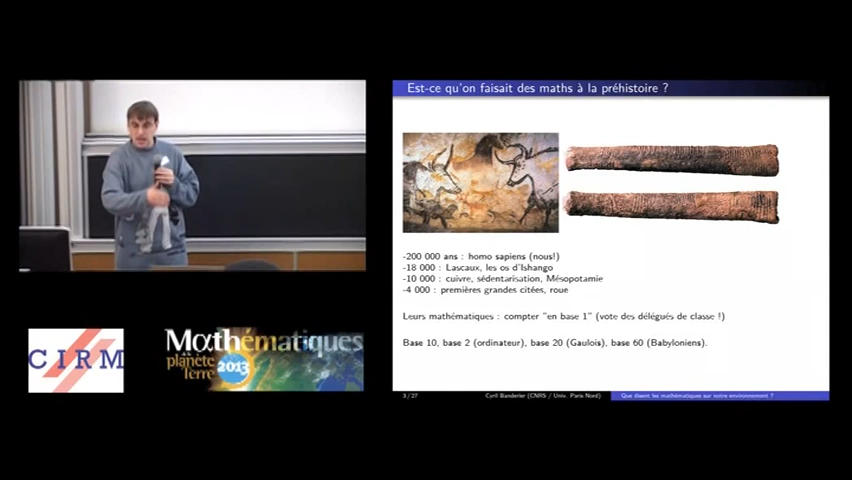 Est-ce qu'on faisait des maths à la préhistoire ?
-200 000 ans : homo sapiens (nous!)
-18 000 : Lascaux, les os d'Ishango
-10 000 : cuivre, sédentarisation, Mésopotamie
-4 000 : premières grandes citées, roue
Leurs mathématiques : compter "en base 1" (vote des délégués de classe !)
Base 10, base 2 (ordinateur), base 20 (Gaulois), base 60 (Babyloniens).
CIRM
Mathématiques
planète
Terre 2013
3 / 27 Cyril Banderier (CNRS / Univ. Paris Nord) Que disent les mathématiques sur notre environnement ?